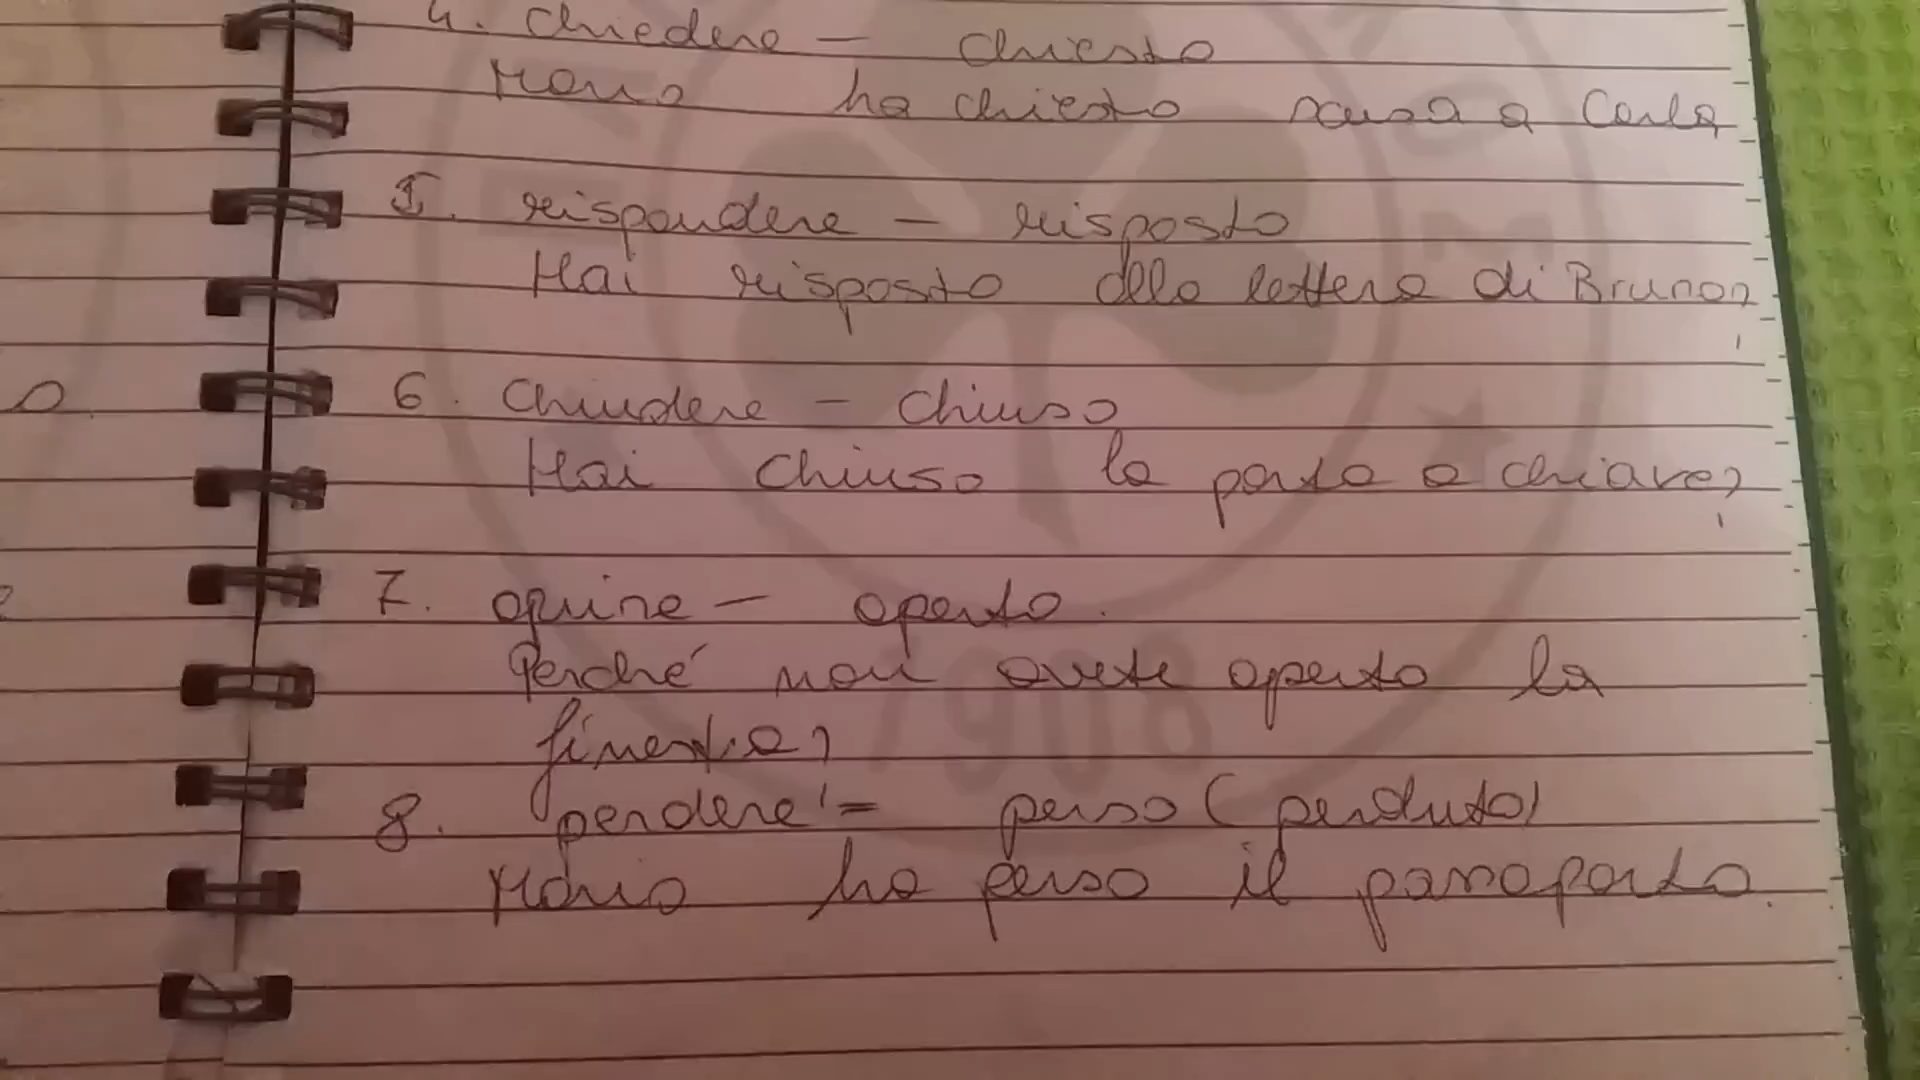 4. Chiedere - chiesto
Mario ha chiesto scusa a Carla
5. rispondere - risposto
Hai risposto alla lettera di Bruno?
6. Chiudere - chiuso
Hai chiuso la porta a chiave?
7. aprire - aperto.
Perché non avete aperto la
finestra?
8. perdere - perso (perduto)
Mario ha perso il passaporto.
1908